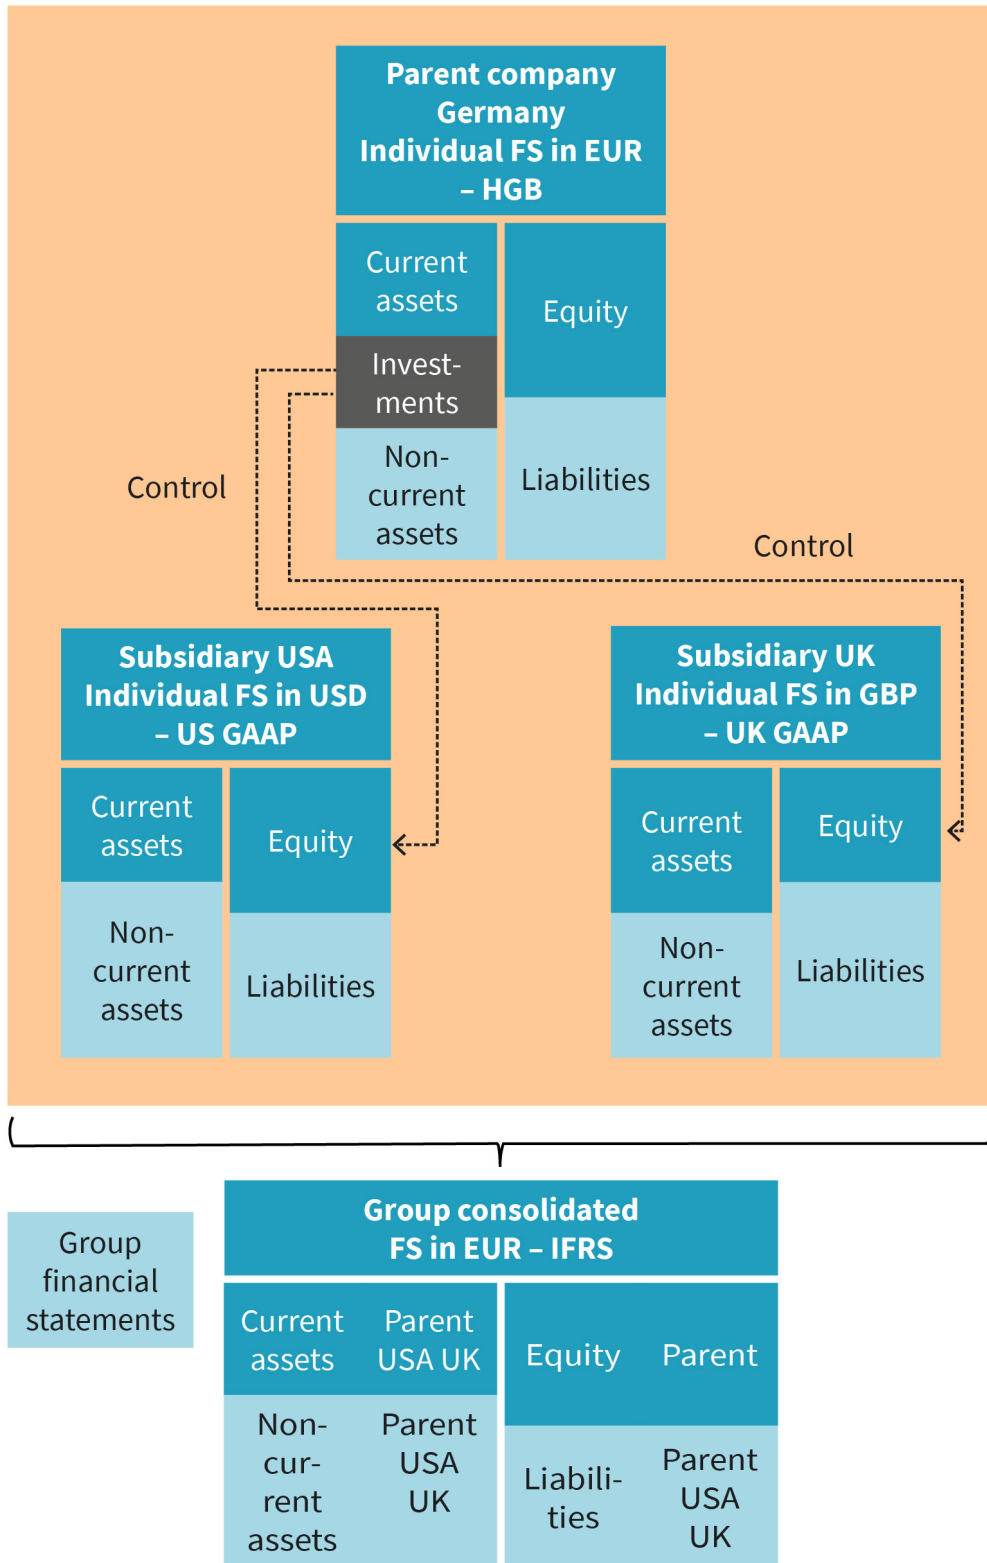 Parent company
Germany
Individual FS in EUR
– HGB
Current
assets
Equity
Invest-
ments
Non-
current
assets
Liabilities
Control
Control
Subsidiary USA
Individual FS in USD
– US GAAP
Current
assets
Equity
Non-
current
assets
Liabilities
Subsidiary UK
Individual FS in GBP
– UK GAAP
Current
assets
Equity
Non-
current
assets
Liabilities
Group
financial
statements
Group consolidated
FS in EUR – IFRS
Current
assets
Parent
USA UK
Equity
Parent
Non-
cur-
rent
assets
Parent
USA
UK
Liabili-
ties
Parent
USA
UK